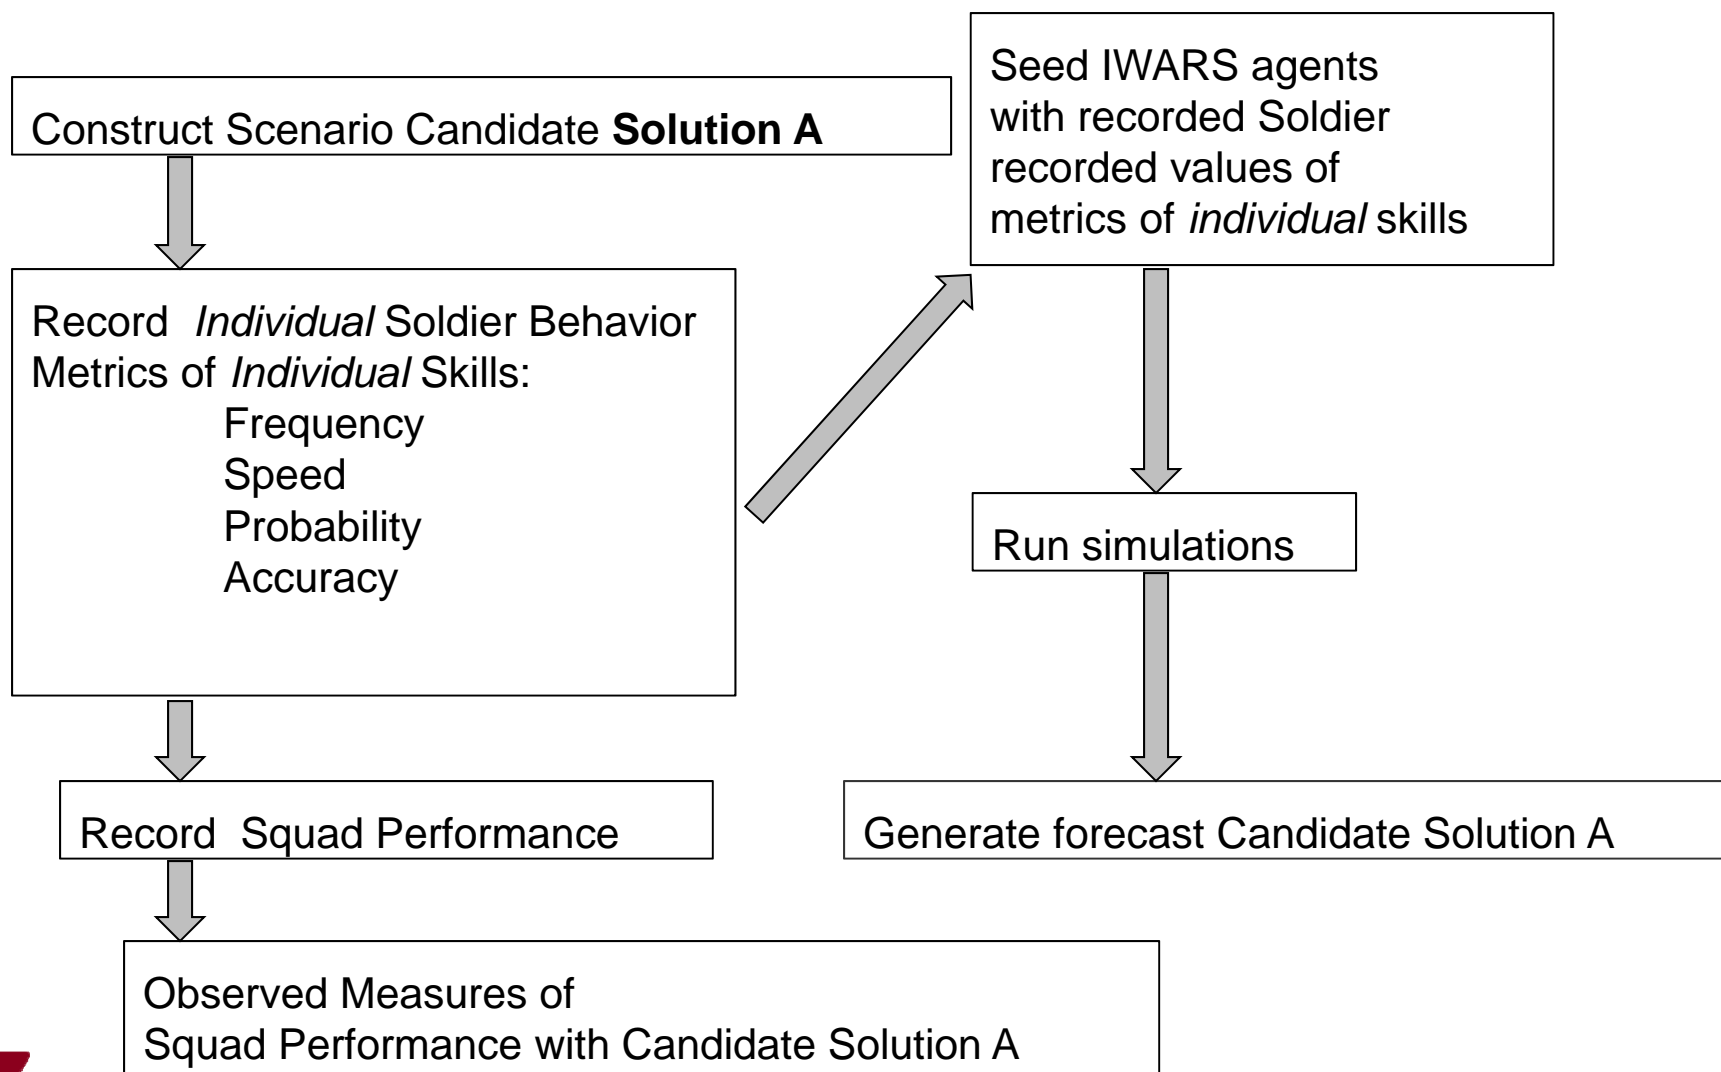 Construct Scenario Candidate Solution A
Record Individual Soldier Behavior
Metrics of Individual Skills:
Frequency
Speed
Probability
Accuracy
Record Squad Performance
Observed Measures of
Squad Performance with Candidate Solution A
Seed IWARS agents
with recorded Soldier
recorded values of
metrics of individual skills
Run simulations
Generate forecast Candidate Solution A